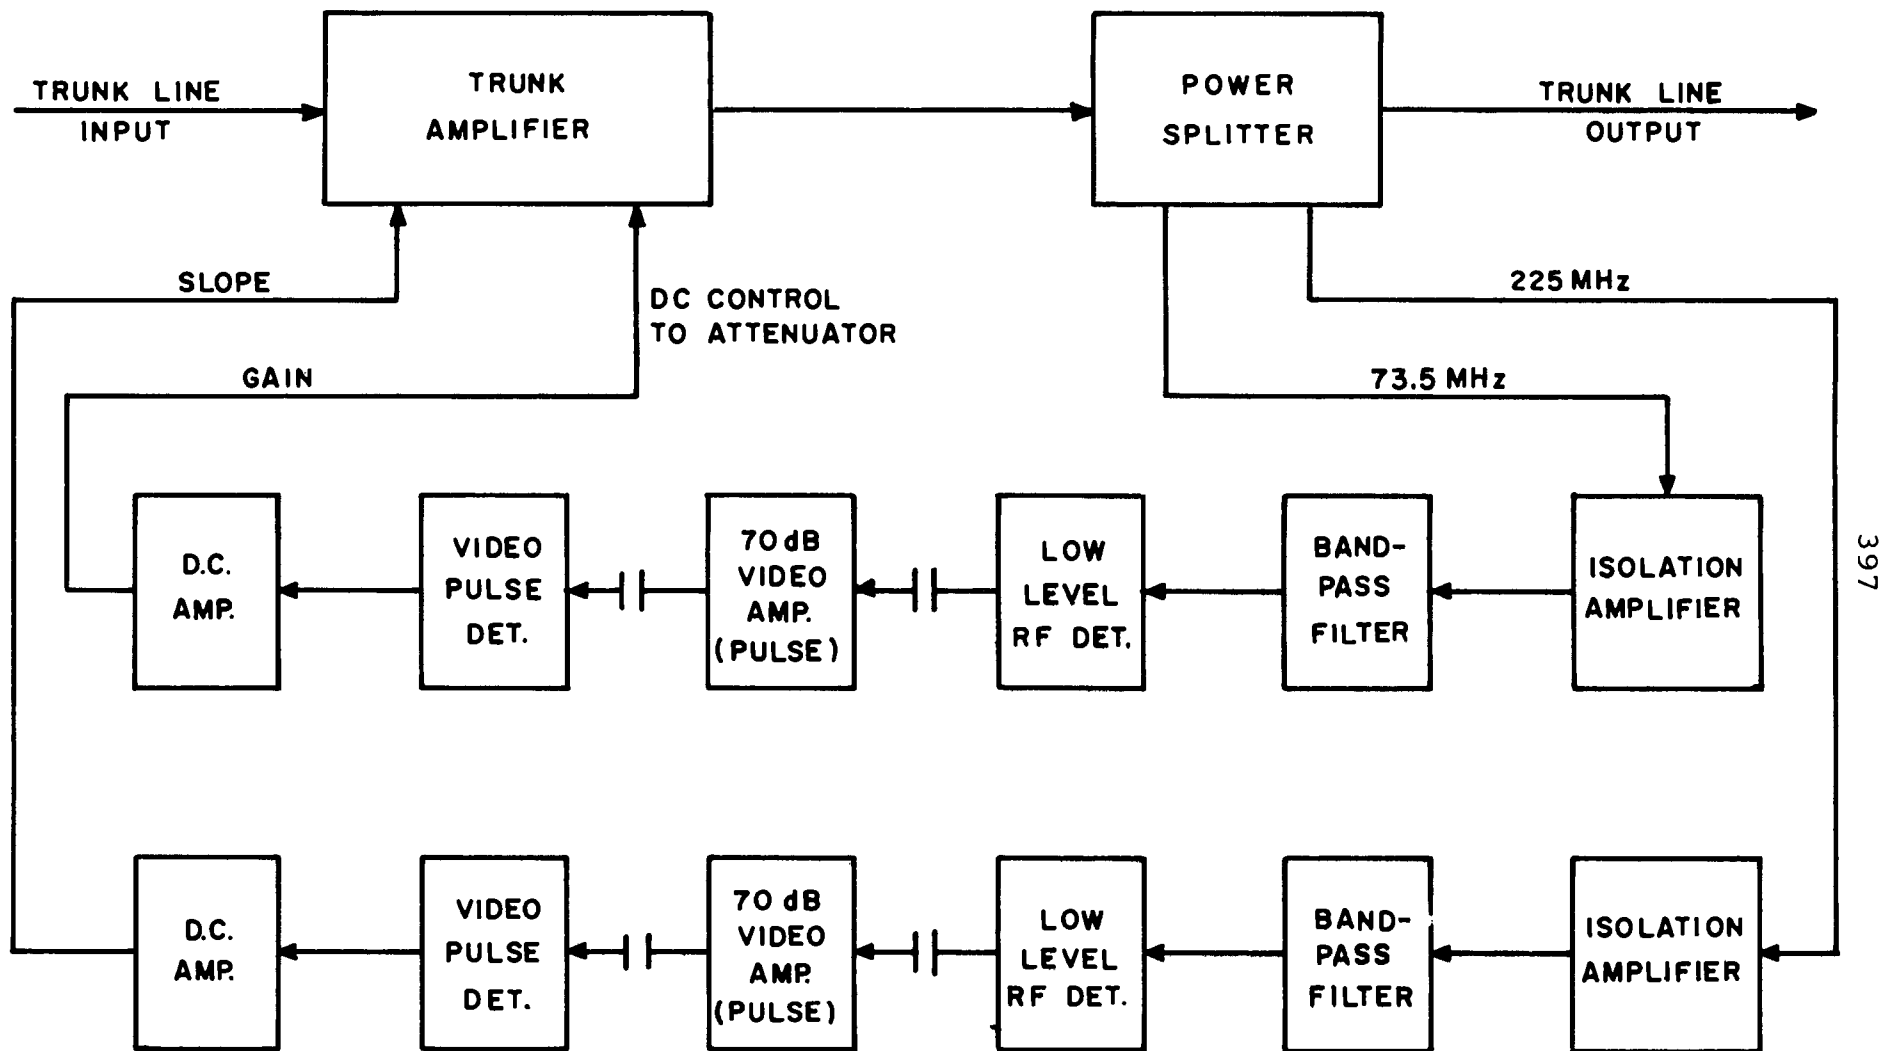 TRUNK LINE
INPUT
TRUNK
AMPLIFIER
POWER
SPLITTER
TRUNK LINE
OUTPUT
SLOPE
DC CONTROL
TO ATTENUATOR
GAIN
225 MHz
73.5 MHz
D.C.
AMP.
VIDEO
PULSE
DET.
70 dB
VIDEO
AMP.
(PULSE)
LOW
LEVEL
RF DET.
BAND-
PASS
FILTER
ISOLATION
AMPLIFIER
397
D.C.
AMP.
VIDEO
PULSE
DET.
70 dB
VIDEO
AMP.
(PULSE)
LOW
LEVEL
RF DET.
BAND-
PASS
FILTER
ISOLATION
AMPLIFIER